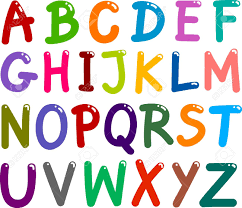 ABCDEF
GHIJKLM
NOPQRST
UVWXYZ